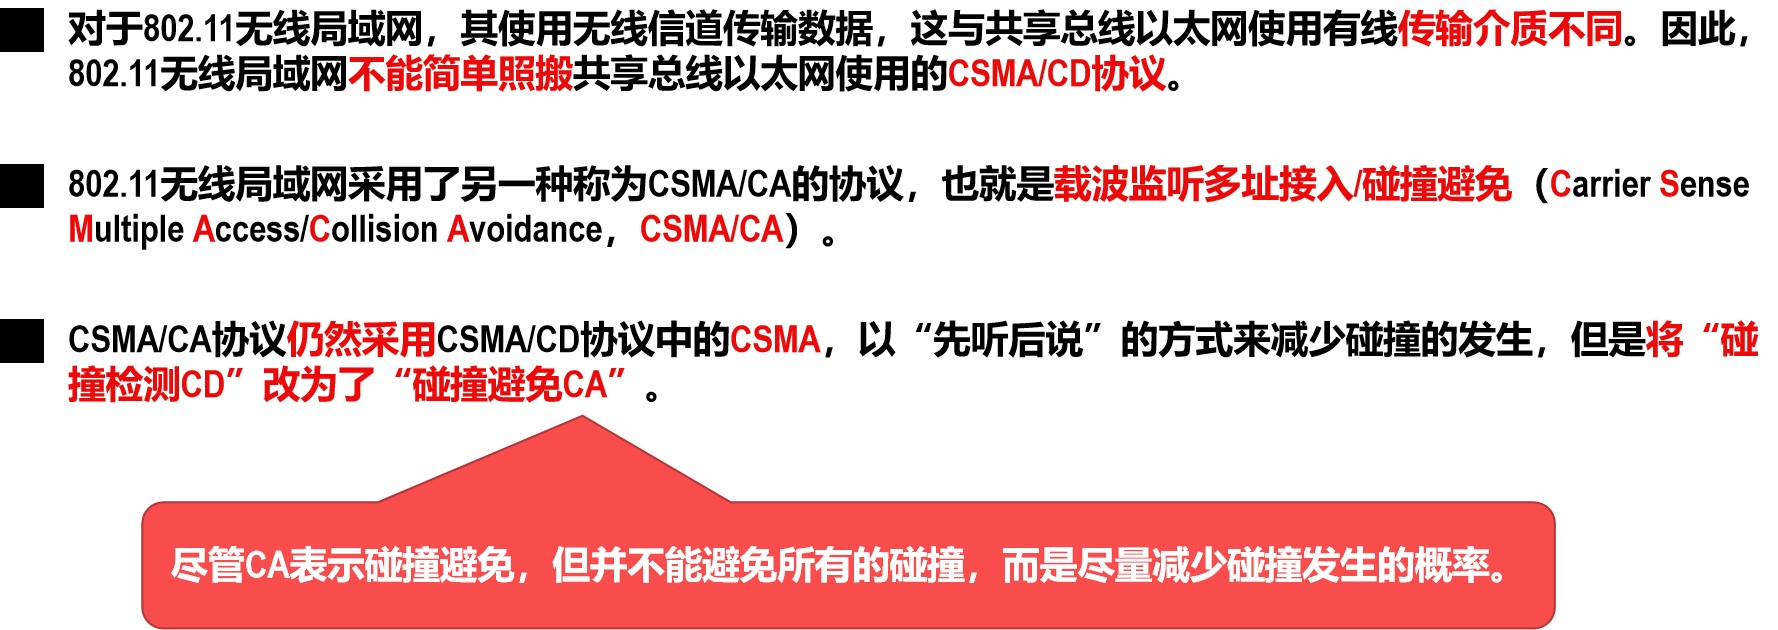 对于802.11无线局域网，其使用无线信道传输数据，这与共享总线以太网使用有线传输介质不同。因此，
802.11无线局域网不能简单照搬共享总线以太网使用的CSMA/CD协议。
802.11无线局域网采用了另一种称为CSMA/CA的协议，也就是载波监听多址接入/碰撞避免（Carrier Sense
Multiple Access/Collision Avoidance，CSMA/CA）。
CSMA/CA协议仍然采用CSMA/CD协议中的CSMA，以“先听后说”的方式来减少碰撞的发生，但是将“碰
撞检测CD”改为了“碰撞避免CA”。
尽管CA表示碰撞避免，但并不能避免所有的碰撞，而是尽量减少碰撞发生的概率。